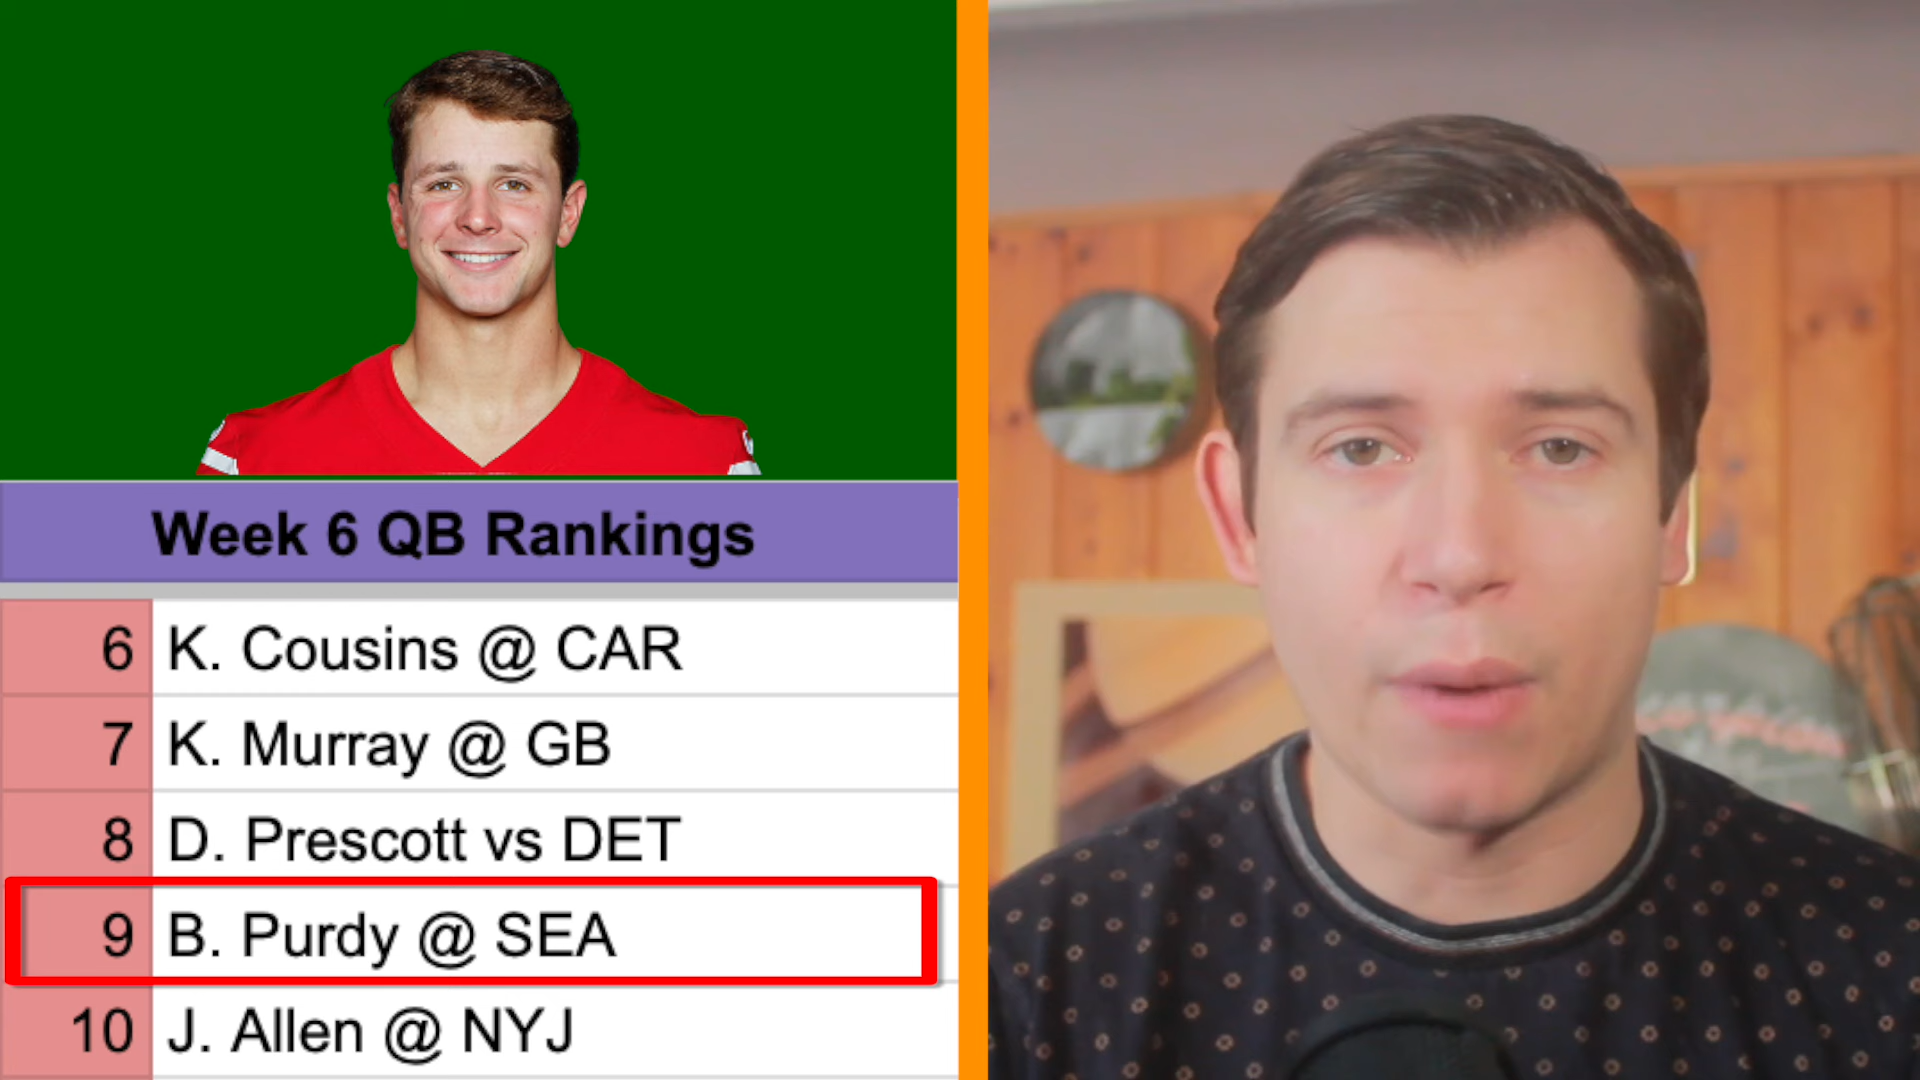 Week 6 QB Rankings
6 K. Cousins @ CAR
7 K. Murray @ GB
8 D. Prescott vs DET
9 B. Purdy @ SEA
10 J. Allen @ NYJ